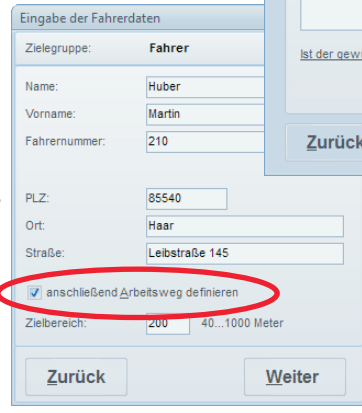 Eingabe der Fahrerdaten
Zielegruppe: Fahrer
Ist der gew
Name: Huber
Vorname: Martin
Fahrernummer: 210
Zurück
PLZ: 85540
Ort: Haar
Straße: Leibstraße 145
anschließend Arbeitsweg definieren
Zielbereich: 200 40...1000 Meter
Zurück Weiter